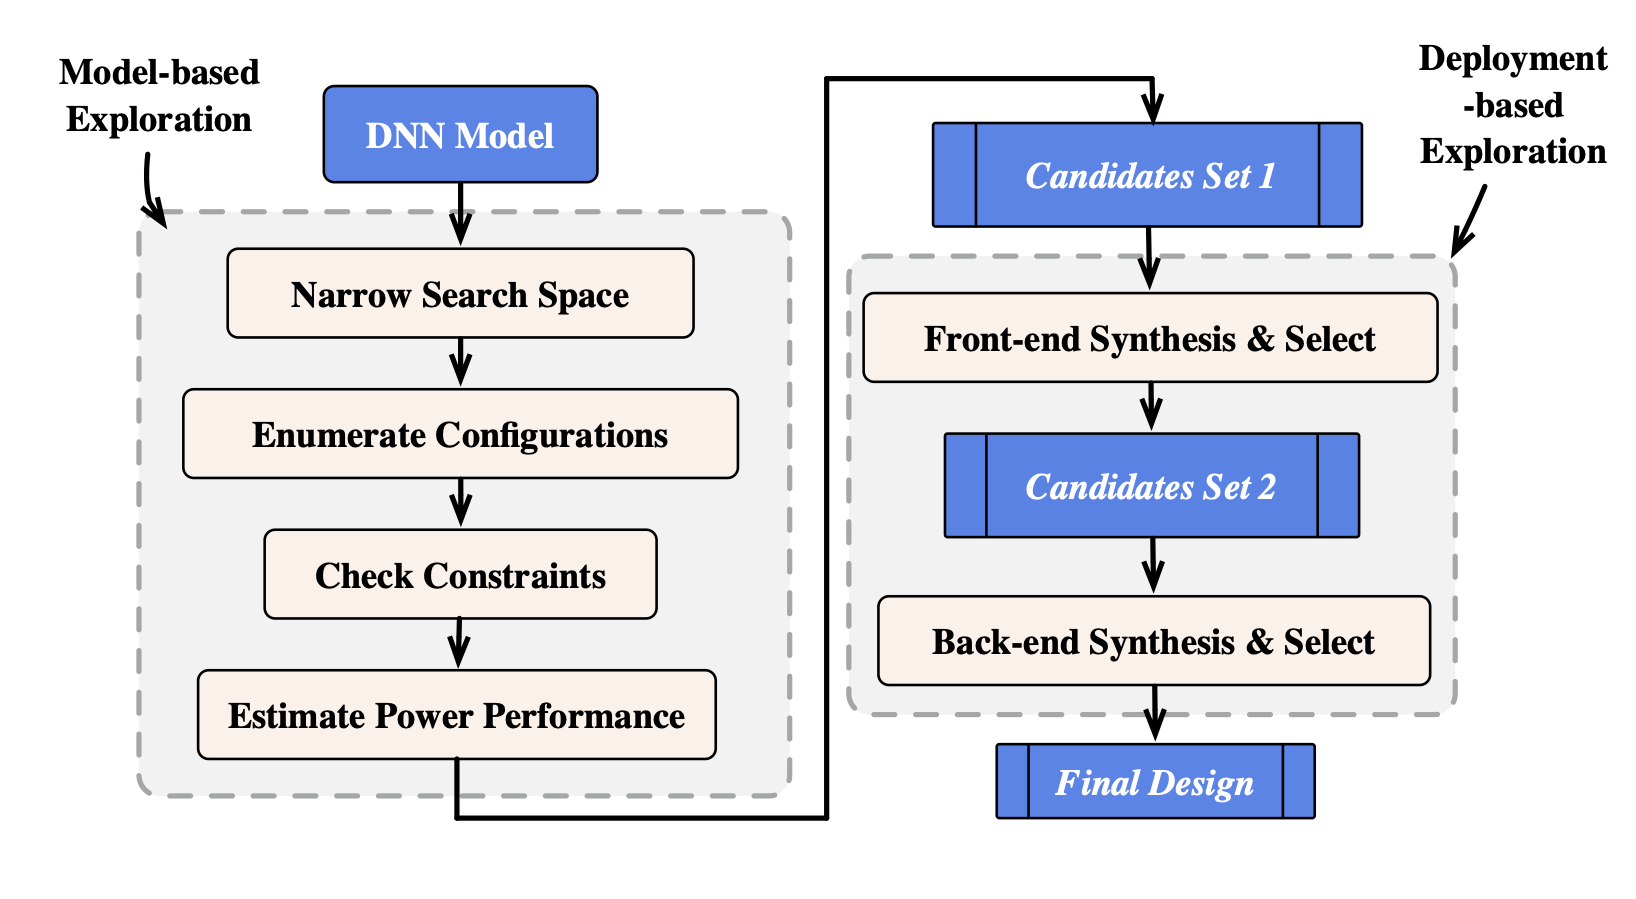 Model-based
Exploration
DNN Model
Narrow Search Space
Enumerate Configurations
Check Constraints
Estimate Power Performance
Deployment
-based
Exploration
Candidates Set 1
Front-end Synthesis & Select
Candidates Set 2
Back-end Synthesis & Select
Final Design